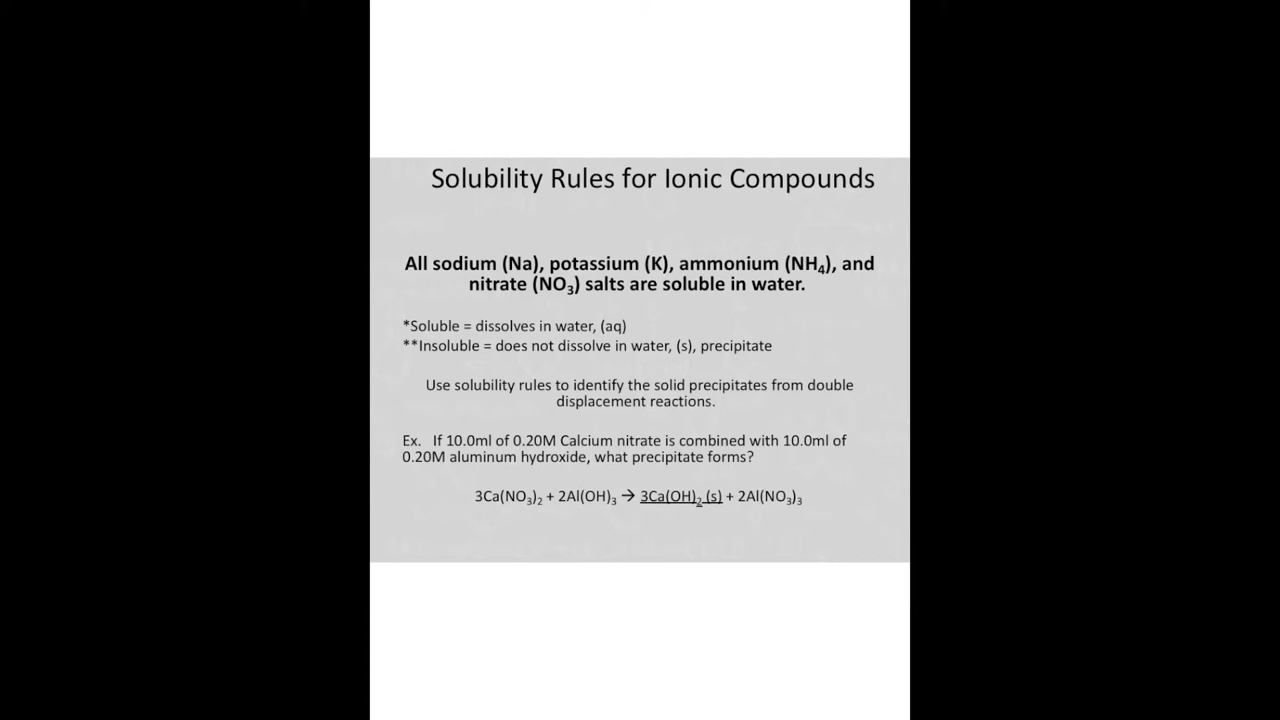 Solubility Rules for Ionic Compounds
All sodium (Na), potassium (K), ammonium (NH₄), and
nitrate (NO₃) salts are soluble in water.
*Soluble = dissolves in water, (aq)
**Insoluble = does not dissolve in water, (s), precipitate
Use solubility rules to identify the solid precipitates from double
displacement reactions.
Ex. If 10.0ml of 0.20M Calcium nitrate is combined with 10.0ml of
0.20M aluminum hydroxide, what precipitate forms?
3Ca(NO₃)₂ + 2Al(OH)₃ → 3Ca(OH)₂ (s) + 2Al(NO₃)₃